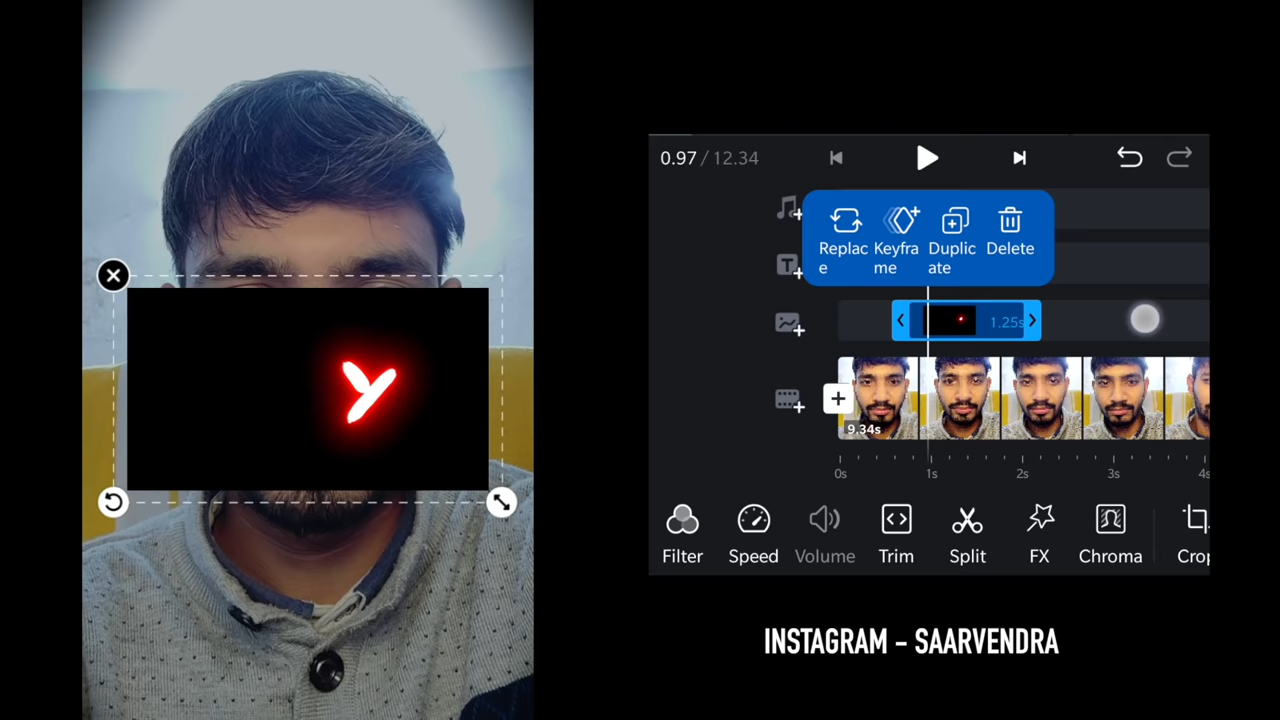 0.97 / 12.34
Replac
e
Keyfra
me
Duplic
ate
Delete
1.25s
9.34s
0s 1s 2s 3s 4s
Filter Speed Volume Trim Split FX Chroma Crop
INSTAGRAM - SAARVENDRA